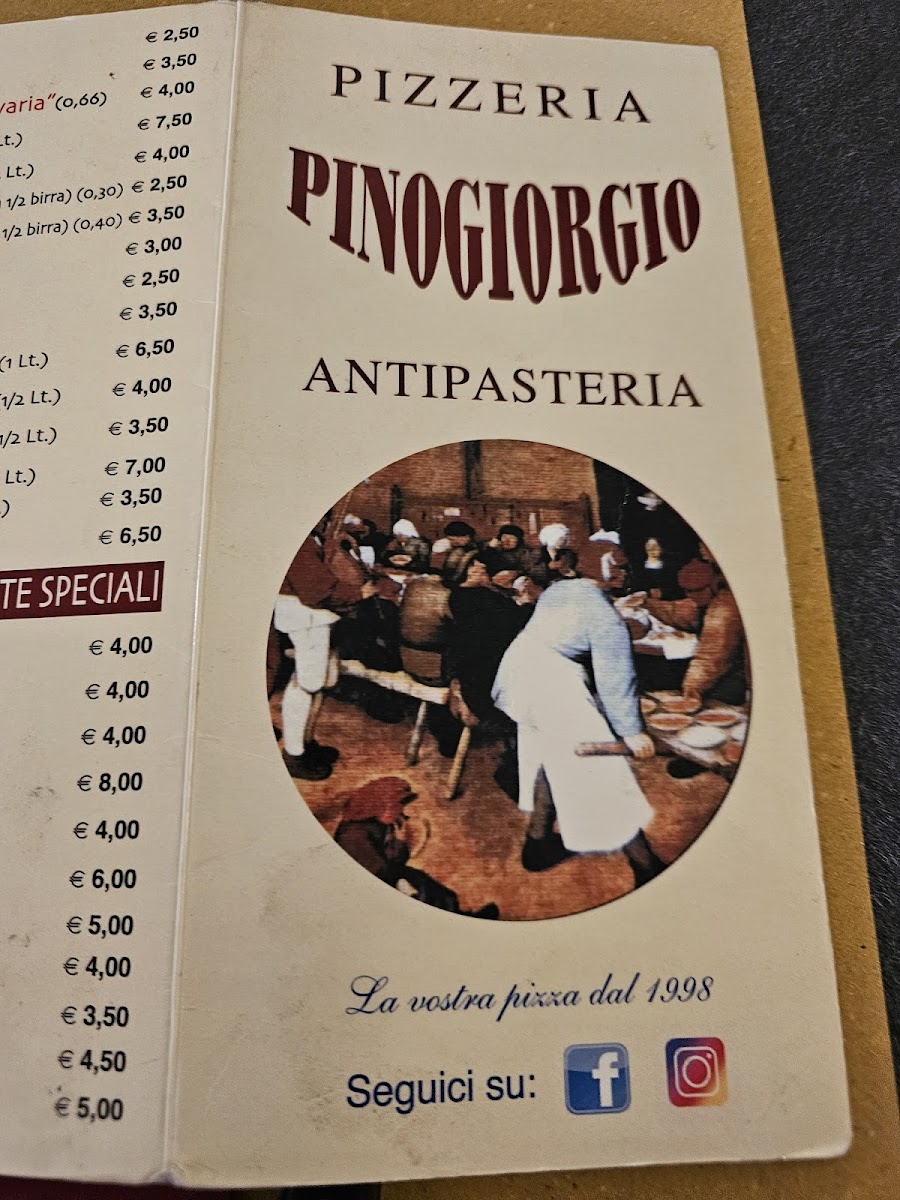 € 2,50
€ 3,50
varia" (0,66) € 4,00
Lt.) € 7,50
Lt.) € 4,00
1/2 birra) (0,30) € 2,50
1/2 birra) (0,40) € 3,50
€ 3,00
€ 2,50
€ 3,50
(1 Lt.) € 6,50
1/2 Lt.) € 4,00
1/2 Lt.) € 3,50
Lt.) € 7,00
.) € 3,50
€ 6,50
TE SPECIALI
€ 4,00
€ 4,00
€ 4,00
€ 8,00
€ 4,00
€ 6,00
€ 5,00
€ 4,00
€ 3,50
€ 4,50
€ 5,00
PIZZERIA
PINOGIORGIO
ANTIPASTERIA
La vostra pizza dal 1998
Seguici su: f